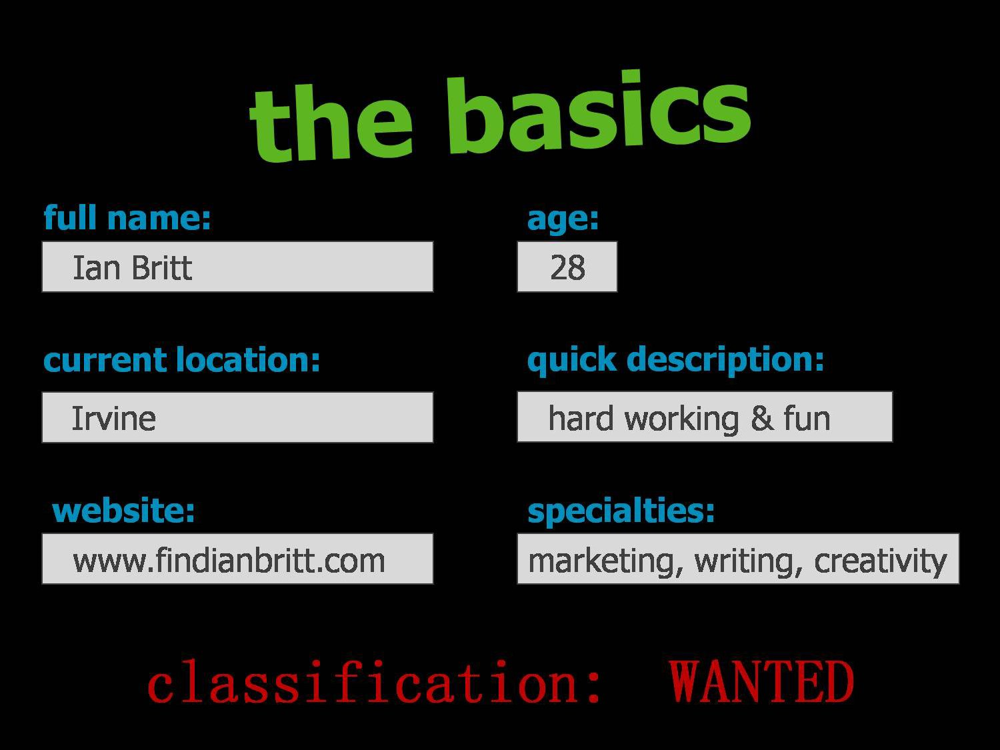 the basics
full name:
Ian Britt
age:
28
current location:
Irvine
quick description:
hard working & fun
website:
www.findianbritt.com
specialties:
marketing, writing, creativity
classification: WANTED